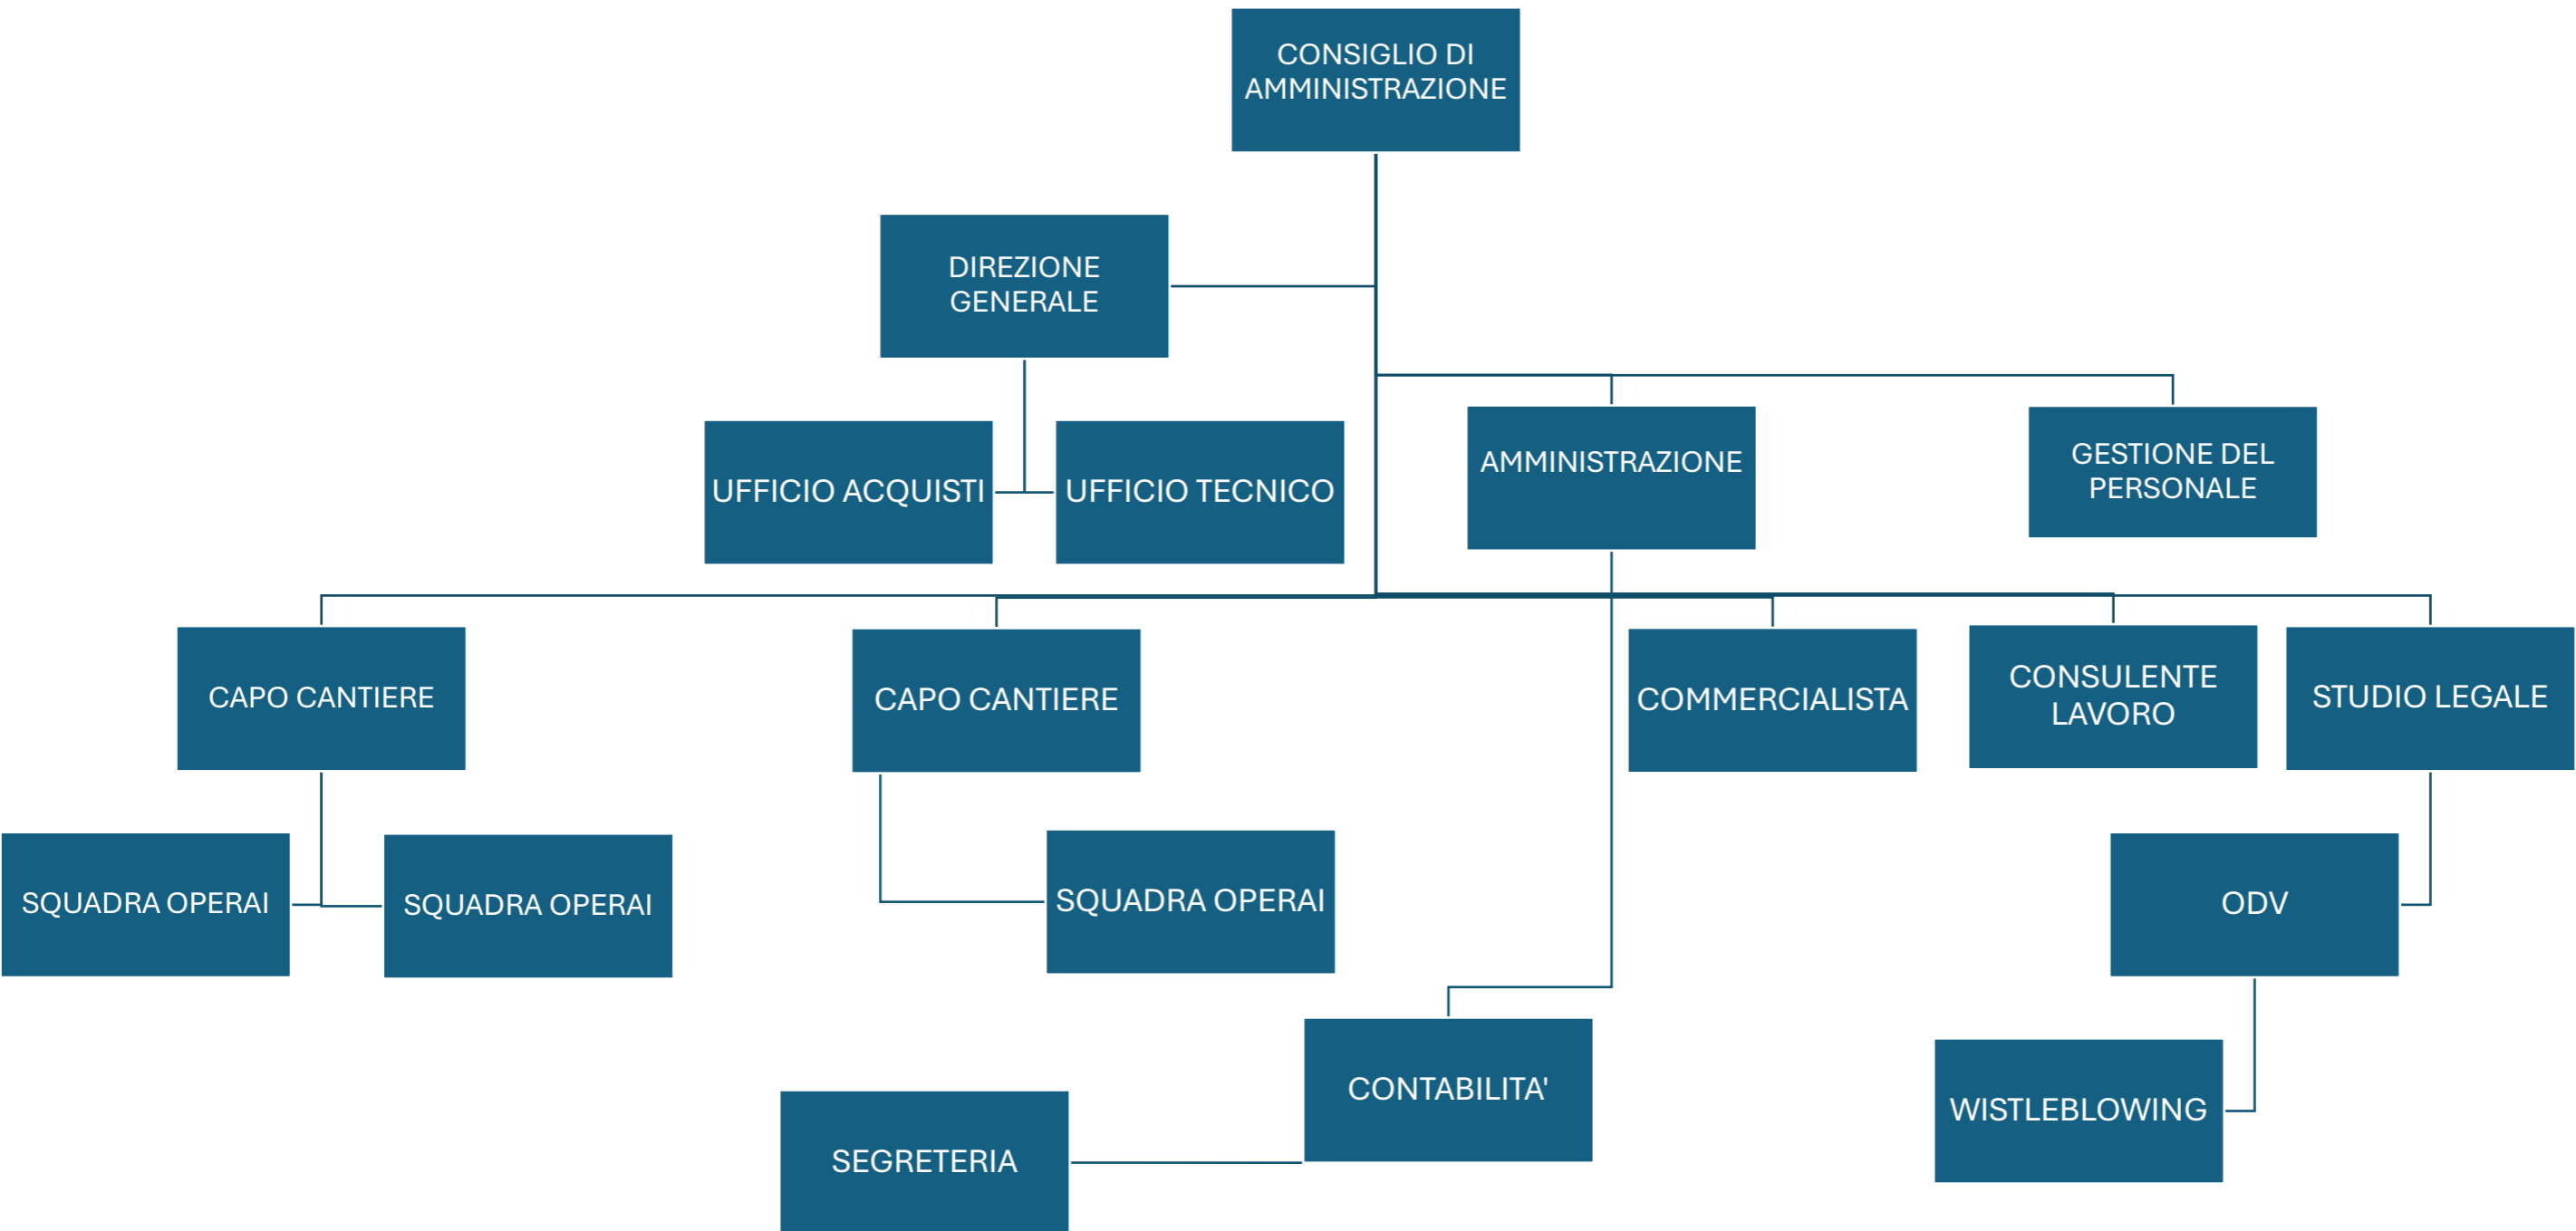 CONSIGLIO DI
AMMINISTRAZIONE
DIREZIONE
GENERALE
UFFICIO ACQUISTI
UFFICIO TECNICO
AMMINISTRAZIONE
GESTIONE DEL
PERSONALE
CAPO CANTIERE
CAPO CANTIERE
COMMERCIALISTA
CONSULENTE
LAVORO
STUDIO LEGALE
SQUADRA OPERAI
SQUADRA OPERAI
SQUADRA OPERAI
ODV
CONTABILITA'
WISTLEBLOWING
SEGRETERIA